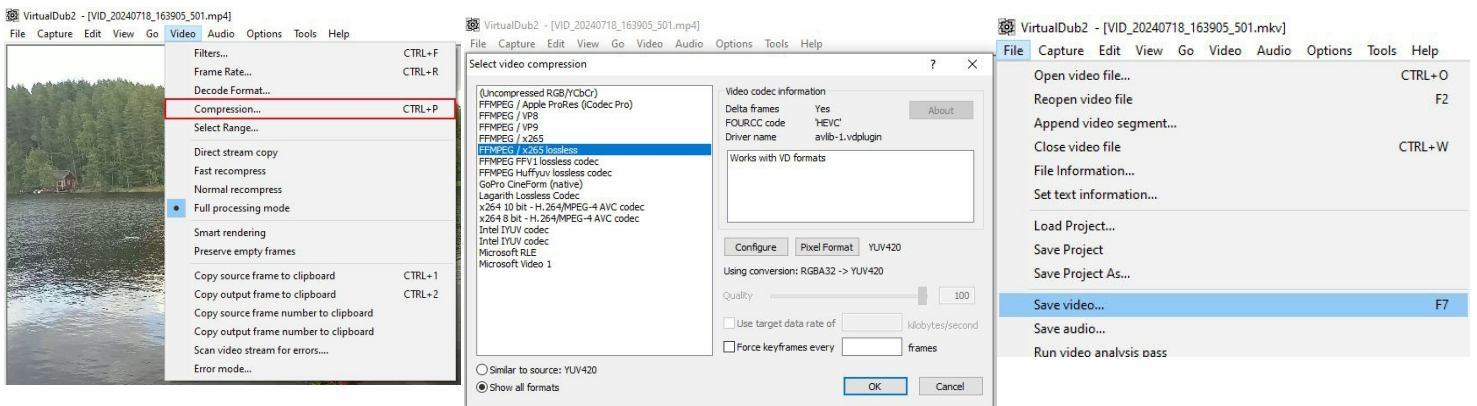 VirtualDub2 - [VID_20240718_163905_501.mp4]
File Capture Edit View Go Video Audio Options Tools Help
Filters... CTRL+F
Frame Rate... CTRL+R
Decode Format...
Compression... CTRL+P
Select Range...
Direct stream copy
Fast recompress
Normal recompress
Full processing mode
Smart rendering
Preserve empty frames
Copy source frame to clipboard CTRL+1
Copy output frame to clipboard CTRL+2
Copy source frame number to clipboard
Copy output frame number to clipboard
Scan video stream for errors....
Error mode...
VirtualDub2 - [VID_20240718_163905_501.mp4]
File Capture Edit View Go Video Audio Options Tools Help
Select video compression ? X
(Uncompressed RGB/YCbCr)
FFMPEG / Apple ProRes (iCodec Pro)
FFMPEG / VP8
FFMPEG / VP9
FFMPEG / x265
FFMPEG / x265 lossless
FFMPEG FFV1 lossless codec
FFMPEG Huffyuv lossless codec
GoPro CineForm (native)
Lagarith Lossless Codec
x264 10 bit - H.264/MPEG-4 AVC codec
x264 8 bit - H.264/MPEG-4 AVC codec
Intel IYUV codec
Intel IYUV codec
Microsoft RLE
Microsoft Video 1
Similar to source: YUV420
Show all formats
Video codec information
Delta frames Yes
FOURCC code 'HEVC'
Driver name avlib-1.vdplugin
About
Works with VD formats
Configure Pixel Format YUV420
Using conversion: RGBA32 -> YUV420
Quality 100
Use target data rate of kilobytes/second
Force keyframes every frames
OK Cancel
VirtualDub2 - [VID_20240718_163905_501.mkv]
File Capture Edit View Go Video Audio Options Tools Help
Open video file... CTRL+O
Reopen video file F2
Append video segment...
Close video file CTRL+W
File Information...
Set text information...
Load Project...
Save Project
Save Project As...
Save video... F7
Save audio...
Run video analysis pass